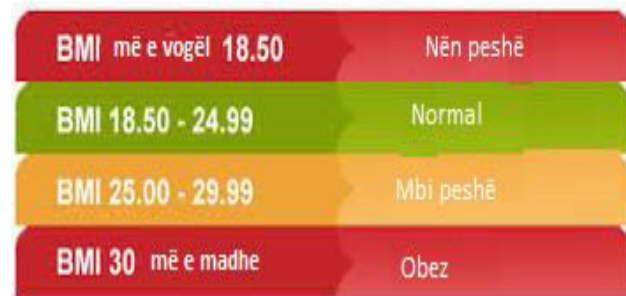 BMI më e vogël 18.50 Nën peshë
BMI 18.50 - 24.99 Normal
BMI 25.00 - 29.99 Mbi peshë
BMI 30 më e madhe Obez